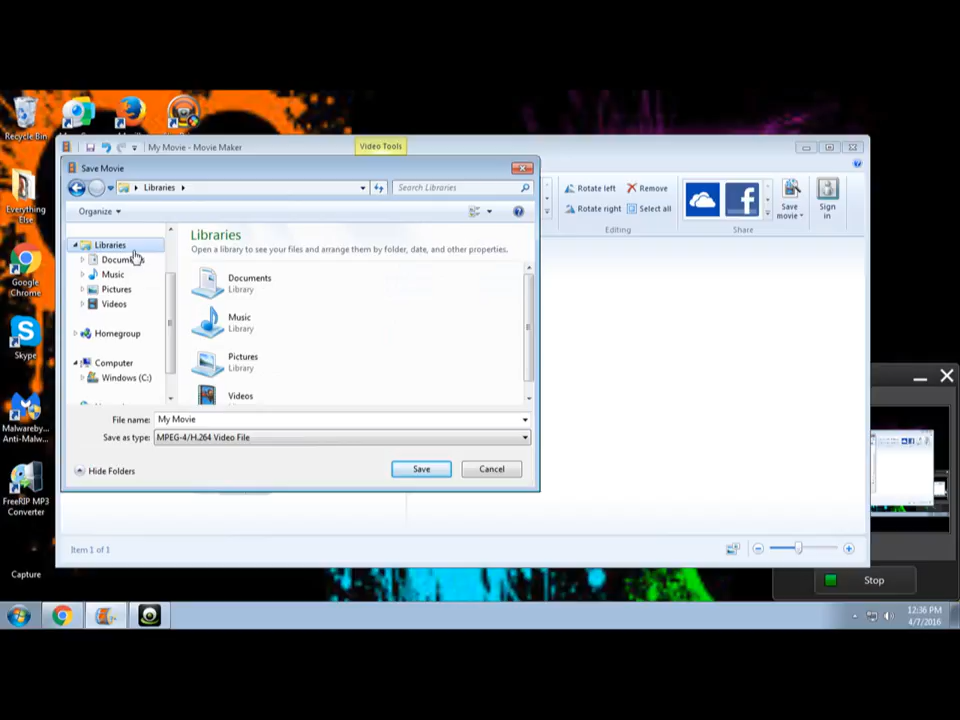 Recycle Bin
Everything
Else
Google
Chrome
Skype
Malwareby...
Anti-Malw...
FreeRIP MP3
Converter
Capture
My Movie - Movie Maker
Video Tools
Save Movie
Libraries
Search Libraries
Organize
Libraries
Music
Pictures
Videos
Homegroup
Computer
Windows (C:)
Libraries
Open a library to see your files and arrange them by folder, date, and other properties.
Documents
Library
Music
Library
Pictures
Library
Videos
File name:
My Movie
Save as type:
MPEG-4/H.264 Video File
Hide Folders
Save
Cancel
Rotate left
Remove
Rotate right
Select all
Editing
Save
movie
Share
Sign
in
Item 1 of 1
Stop
12:36 PM
4/7/2016